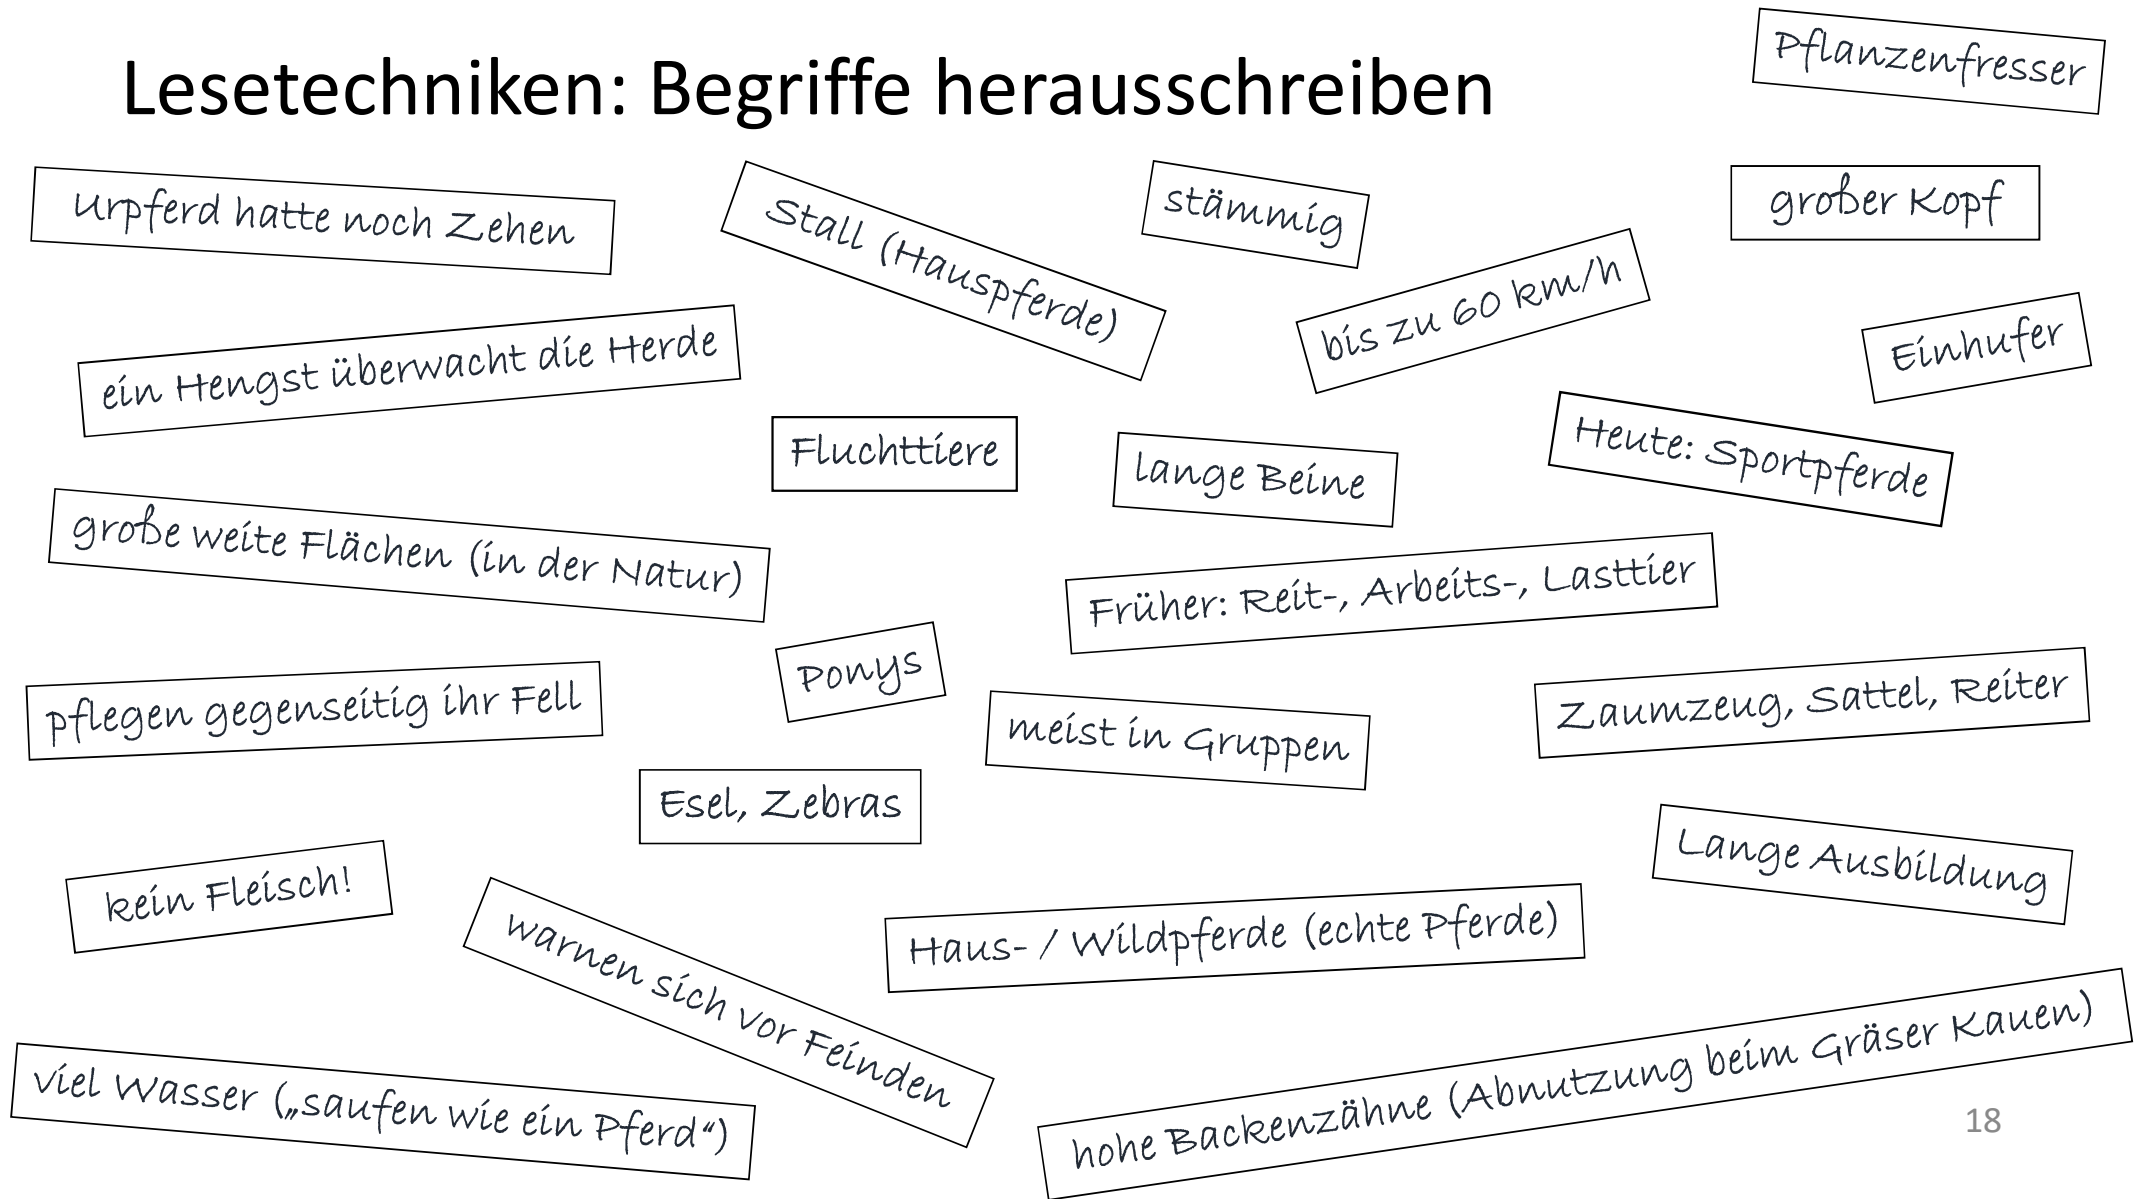 Pflanzenfresser
Lesetechniken: Begriffe herausschreiben
Urpferd hatte noch Zehen
Stall (Hauspferde)
stämmig
großer Kopf
bis zu 60 km/h
ein Hengst überwacht die Herde
Einhufer
Fluchttiere
lange Beine
Heute: Sportpferde
große weite Flächen (in der Natur)
Früher: Reit-, Arbeits-, Lasttier
pflegen gegenseitig ihr Fell
Ponys
meist in Gruppen
Zaumzeug, Sattel, Reiter
Esel, Zebras
Lange Ausbildung
kein Fleisch!
warnen sich vor Feinden
Haus- / Wildpferde (echte Pferde)
viel Wasser („saufen wie ein Pferd“)
hohe Backenzähne (Abnutzung beim Gräser Kauen)
18